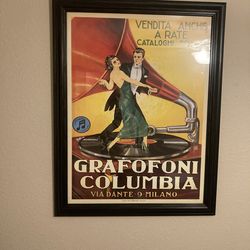 VENDITA ANCHE
A RATE
CATALOGHI
GRAFOFONI
COLUMBIA
VIA DANTE·9·MILANO